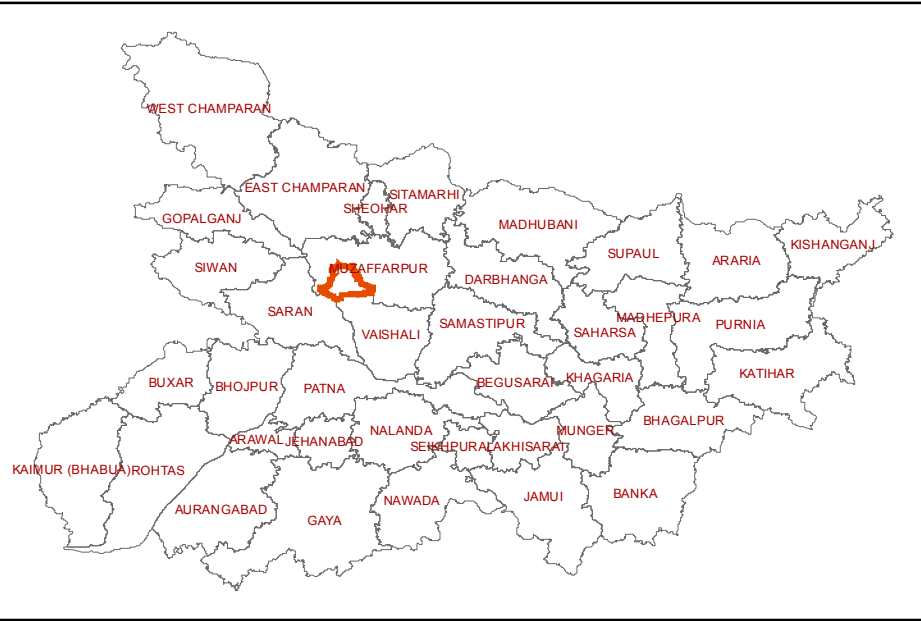 WEST CHAMPARAN
EAST CHAMPARAN
SITAMARHI
SHEOHAR
GOPALGANJ
MADHUBANI
KISHANGANJ
SUPAUL
ARARIA
SIWAN
MUZAFFARPUR
DARBHANGA
SARAN
MADHEPURA
SAMASTIPUR
PURNIA
VAISHALI
SAHARSA
KATIHAR
KHAGARIA
BUXAR
BHOJPUR
PATNA
BEGUSARAI
BHAGALPUR
NALANDA
MUNGER
ARAWAL
JEHANABAD
SEIKHPURA
LAKHISARAI
KAIMUR (BHABUA)
ROHTAS
JAMUI
BANKA
NAWADA
AURANGABAD
GAYA